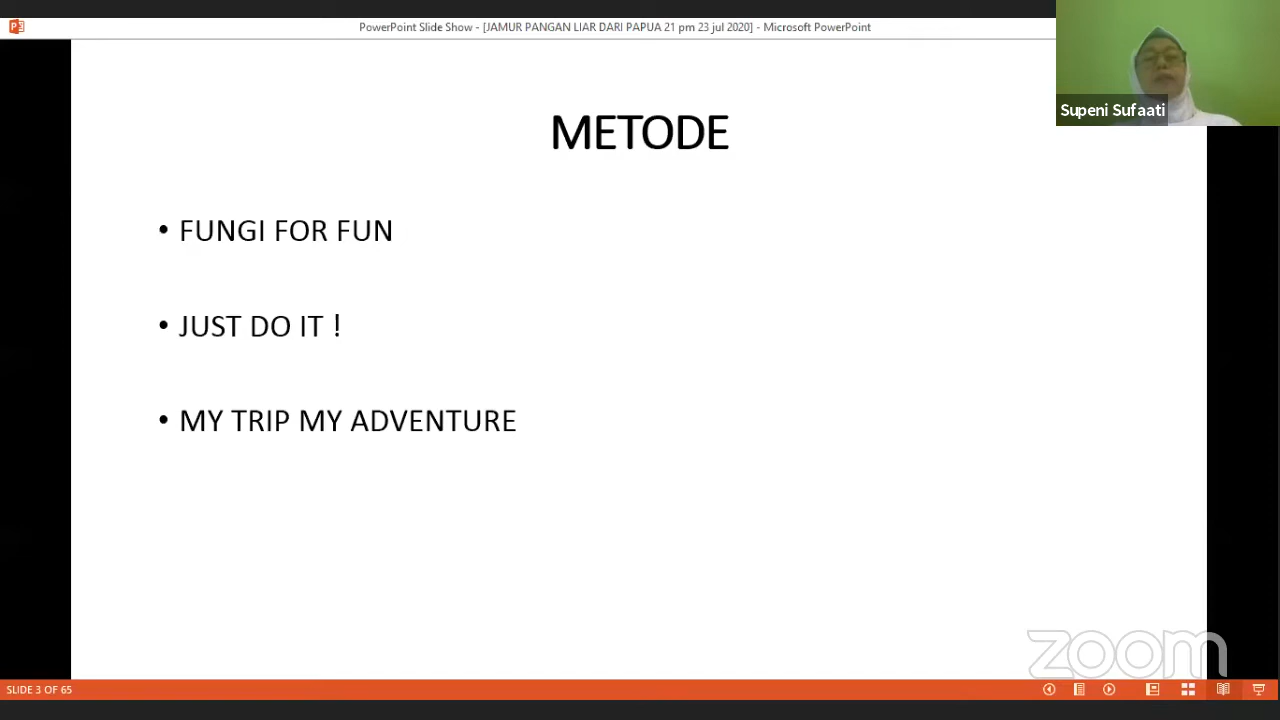 PowerPoint Slide Show - [JAMUR PANGAN LIAR DARI PAPUA 21 pm 23 jul 2020] - Microsoft PowerPoint
Supeni Sufaati
METODE
• FUNGI FOR FUN
• JUST DO IT !
• MY TRIP MY ADVENTURE
zoom
SLIDE 3 OF 65